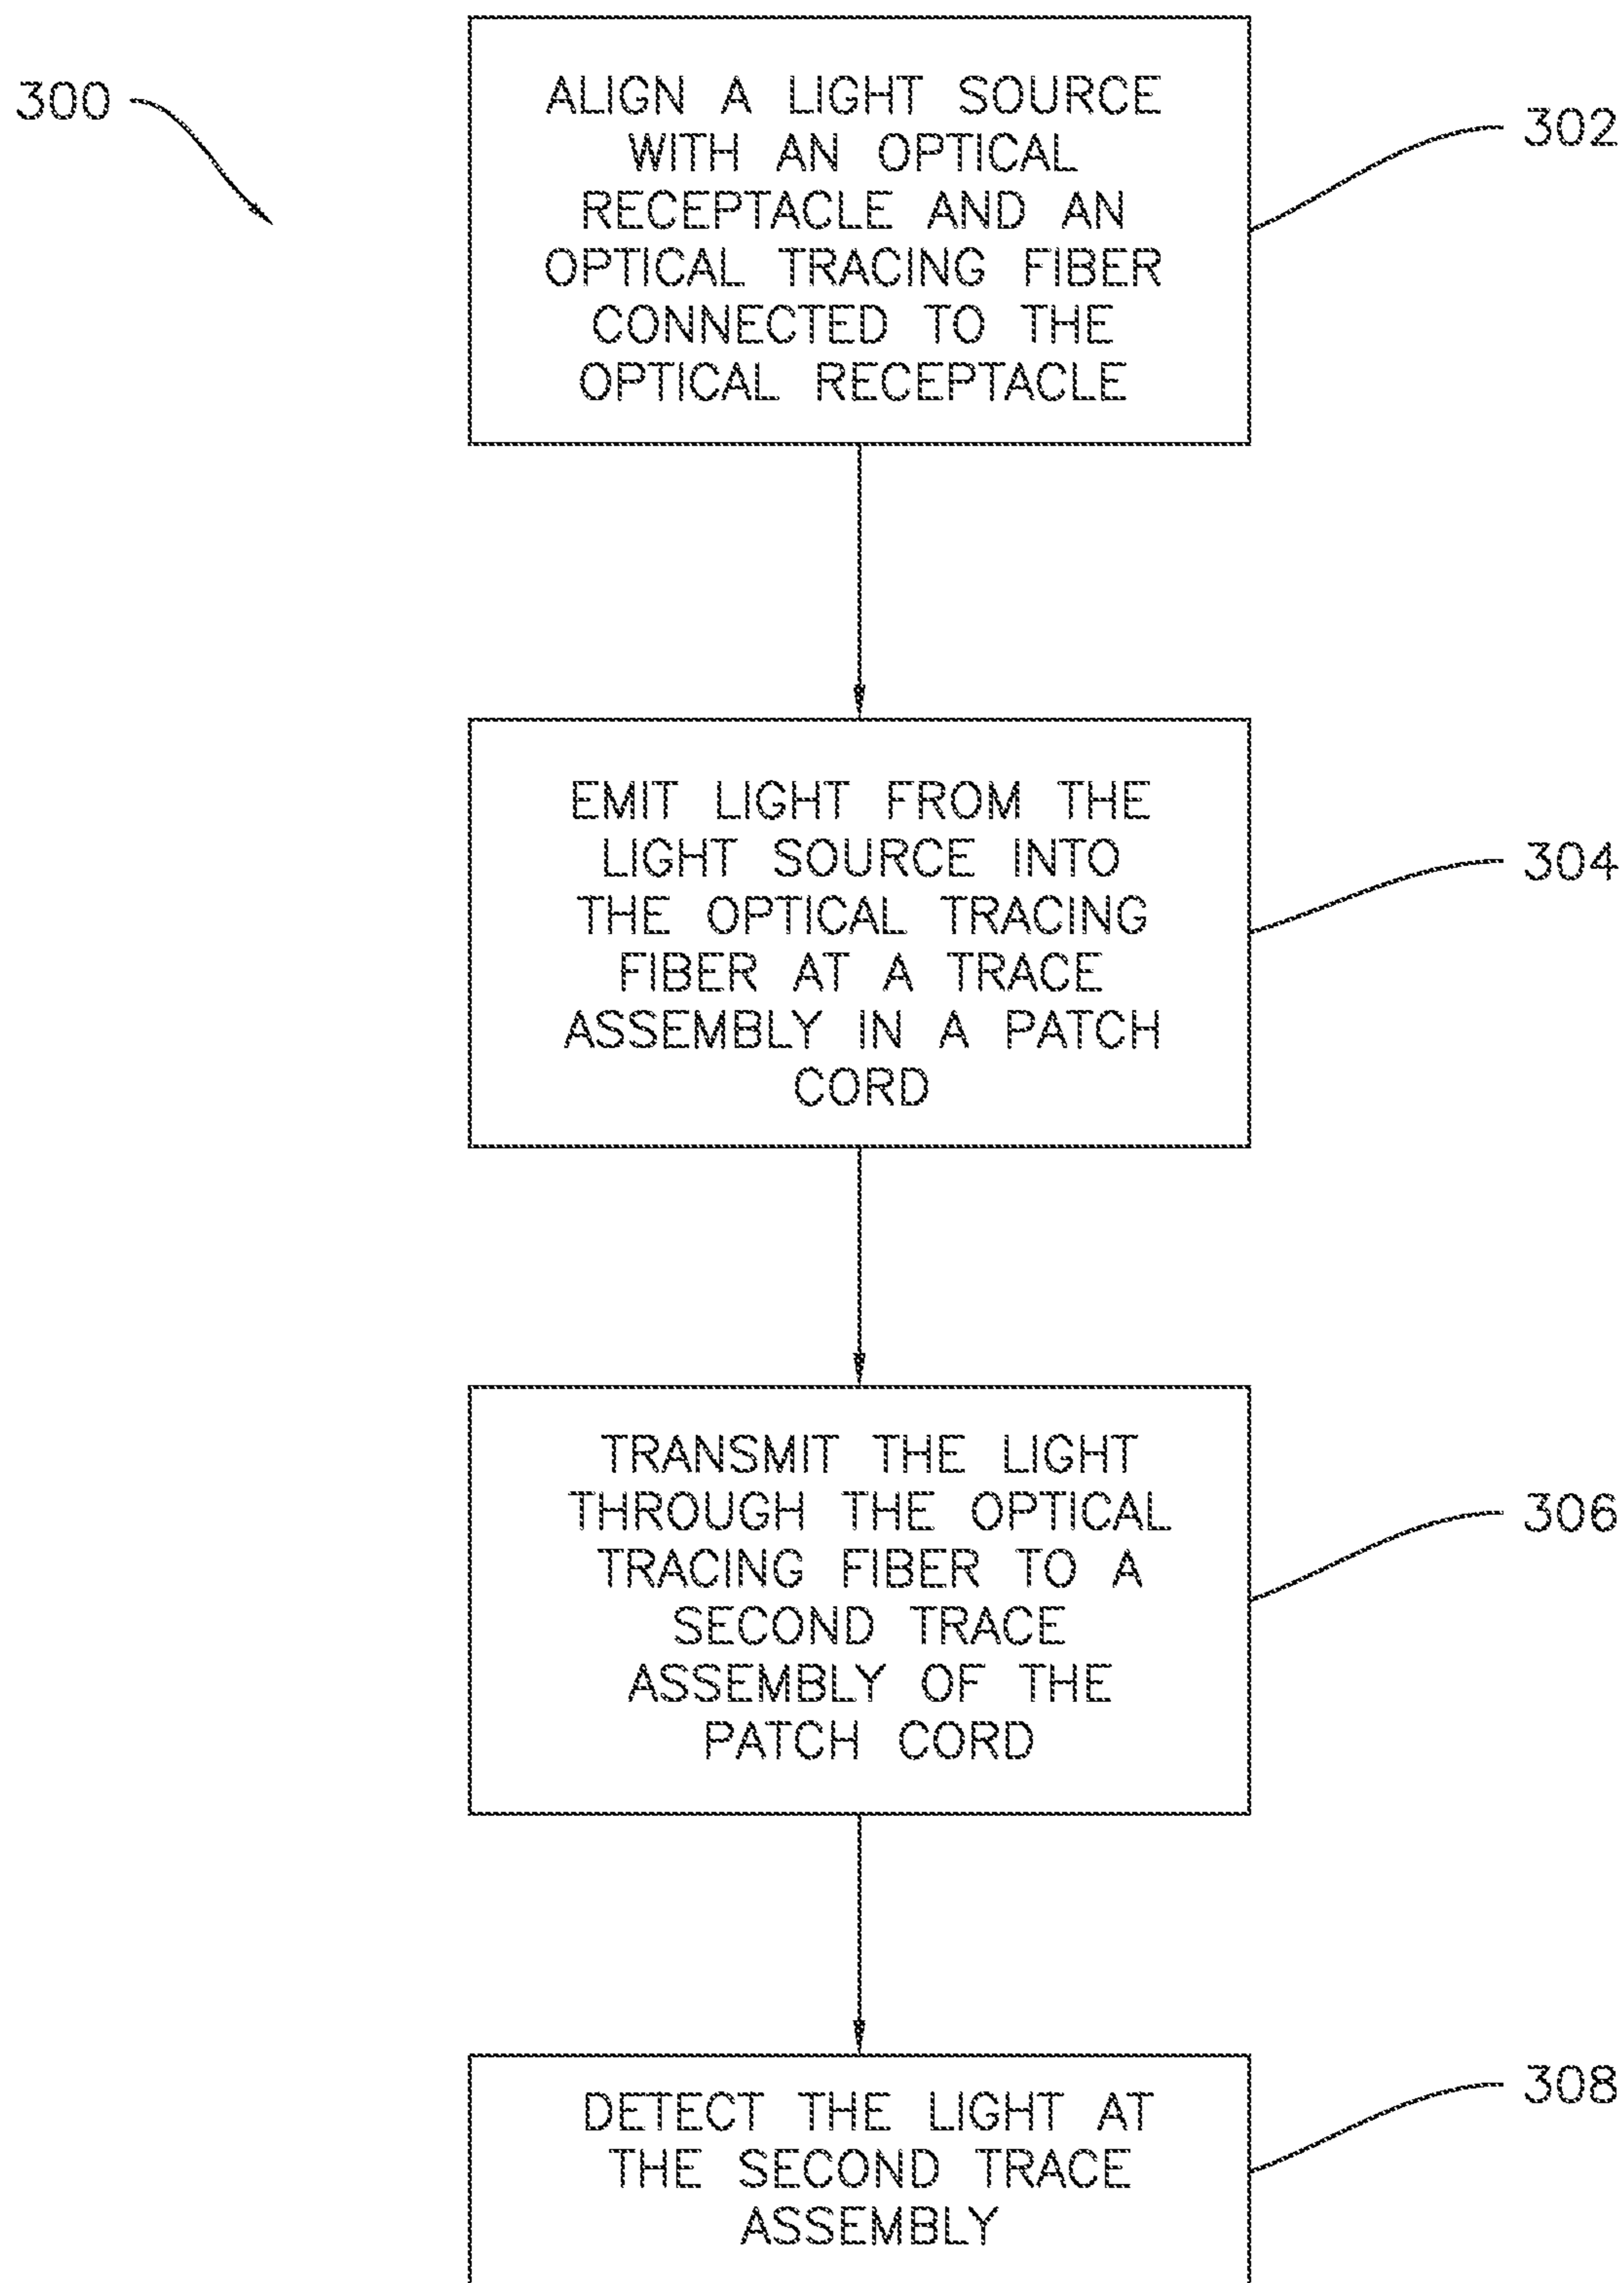 300
ALIGN A LIGHT SOURCE
WITH AN OPTICAL
RECEPTACLE AND AN
OPTICAL TRACING FIBER
CONNECTED TO THE
OPTICAL RECEPTACLE
302
EMIT LIGHT FROM THE
LIGHT SOURCE INTO
THE OPTICAL TRACING
FIBER AT A TRACE
ASSEMBLY IN A PATCH
CORD
304
TRANSMIT THE LIGHT
THROUGH THE OPTICAL
TRACING FIBER TO A
SECOND TRACE
ASSEMBLY OF THE
PATCH CORD
306
DETECT THE LIGHT AT
THE SECOND TRACE
ASSEMBLY
308